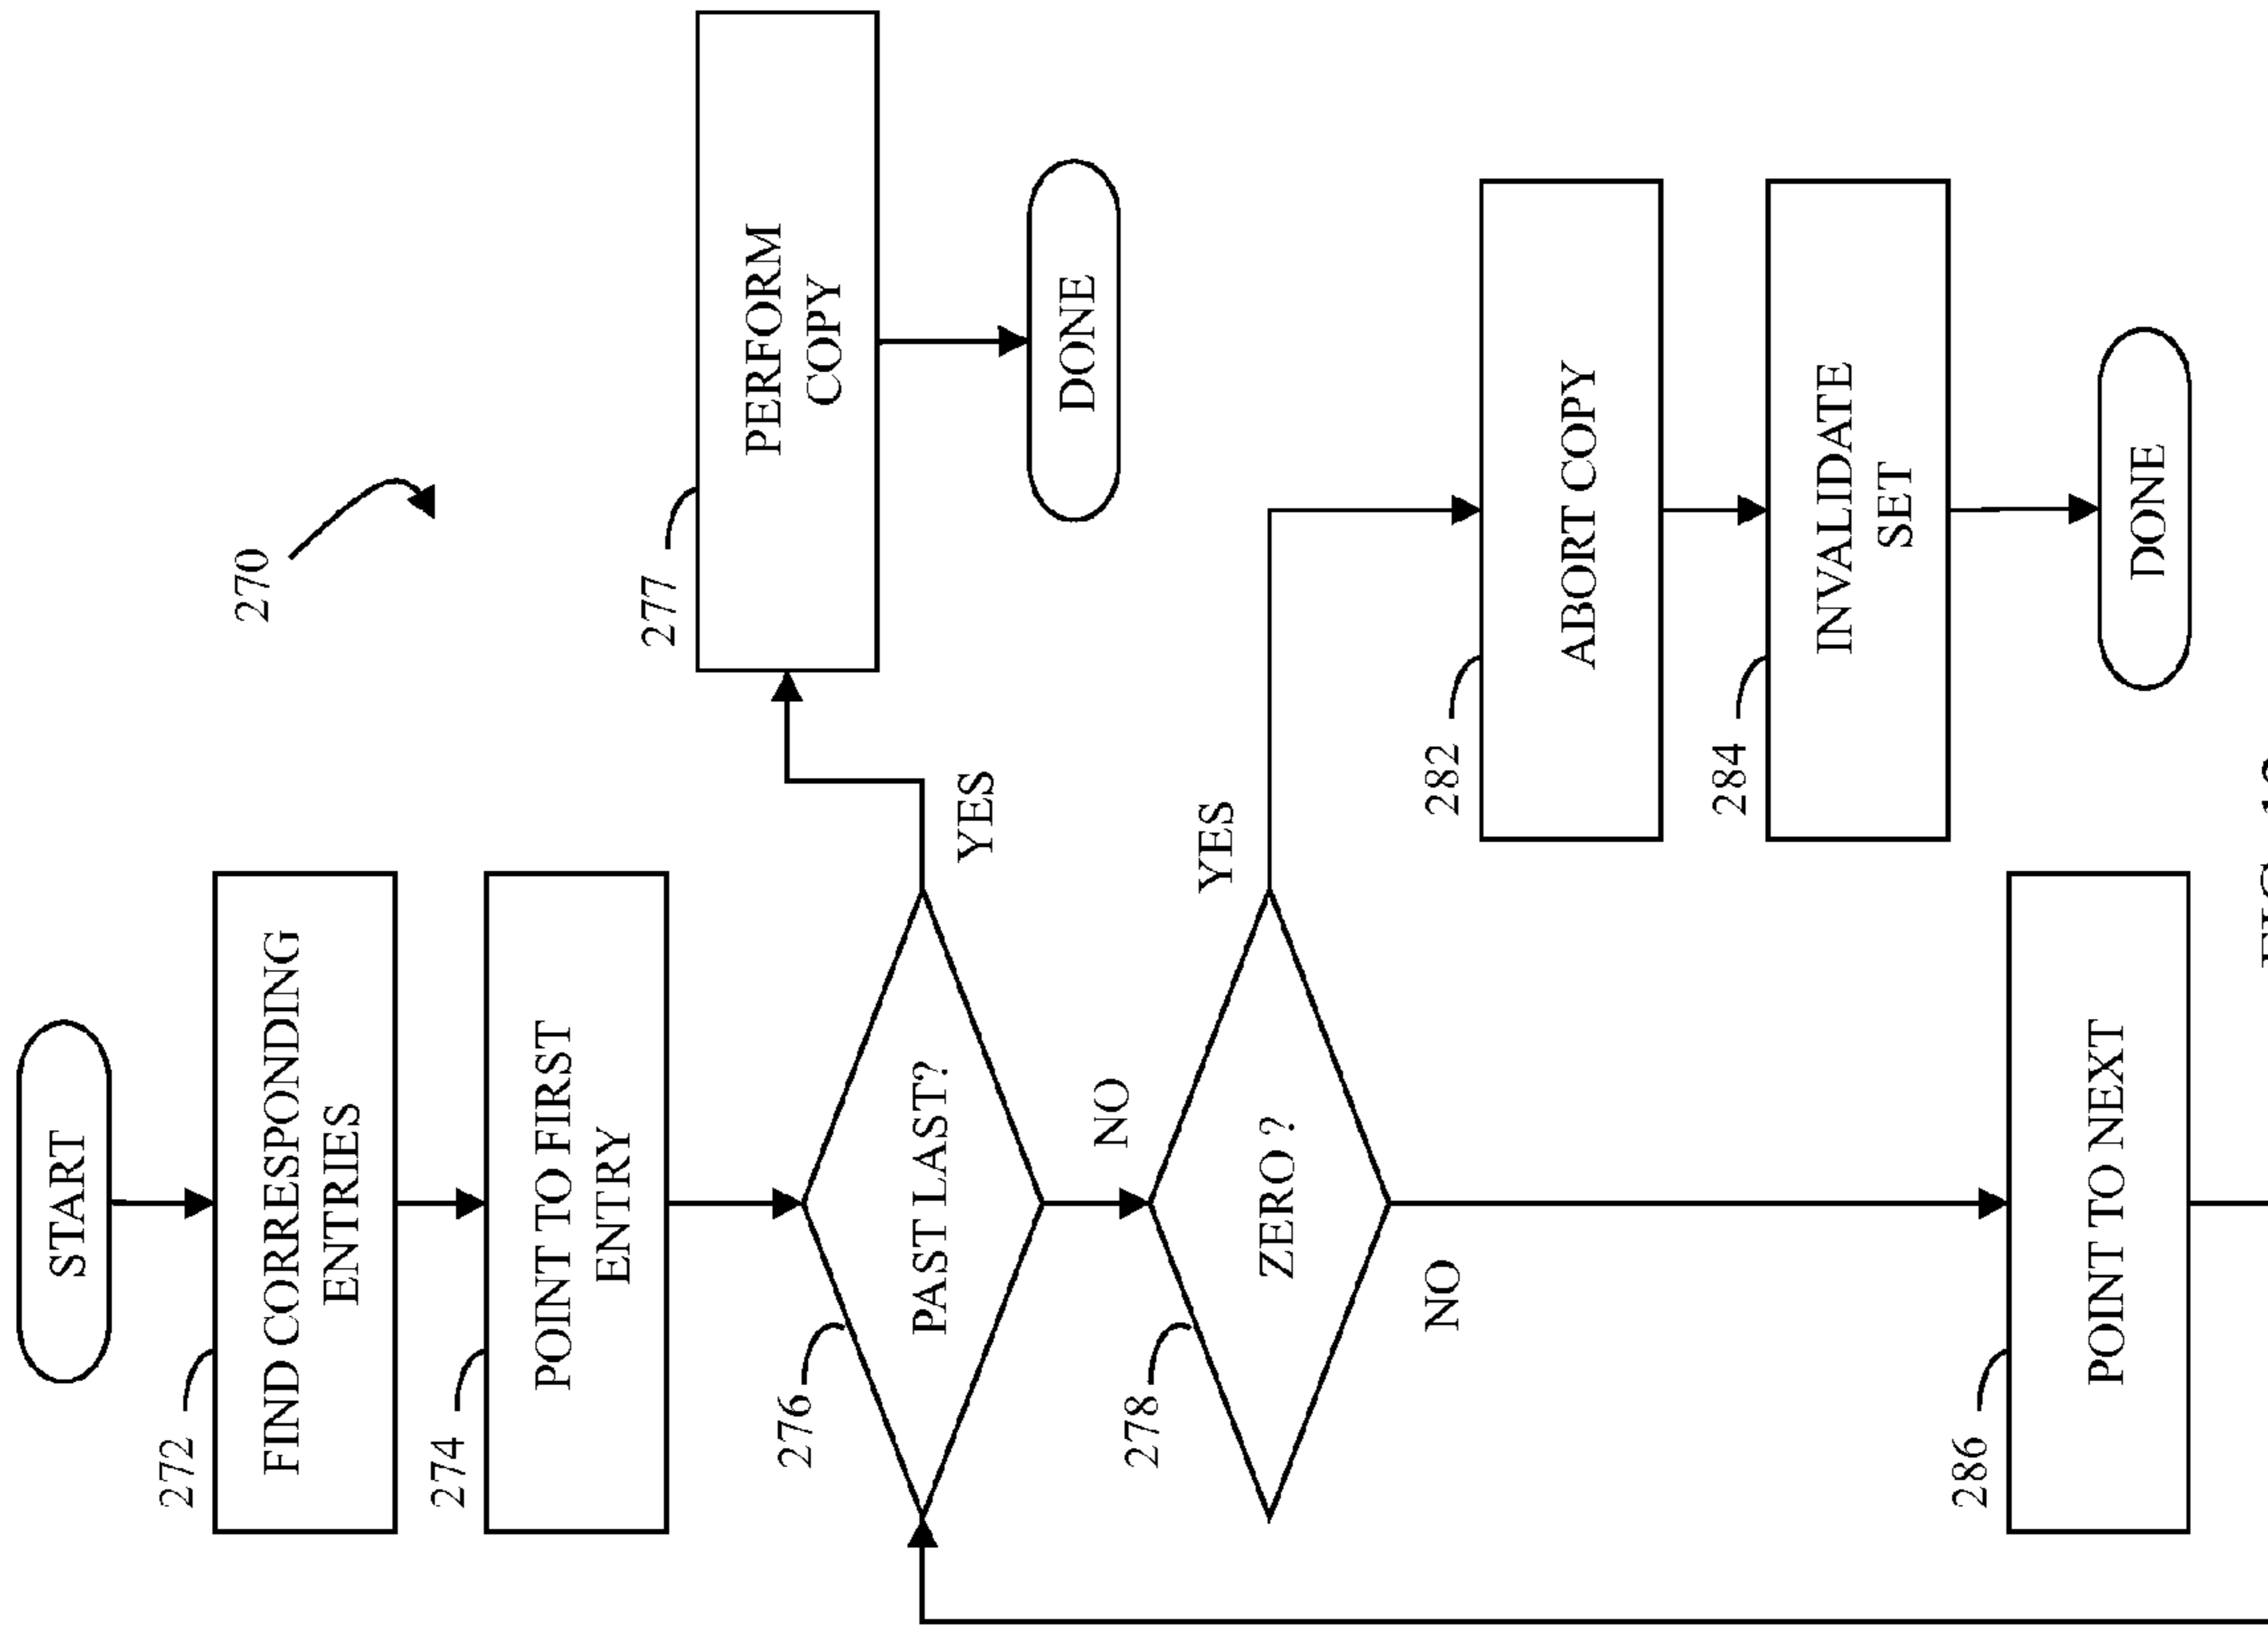 270
START
272
FIND CORRESPONDING
ENTRIES
274
POINT TO FIRST
ENTRY
276
PAST LAST?
YES
277
PERFORM
COPY
DONE
NO
278
ZERO?
YES
282
ABORT COPY
284
INVALIDATE
SET
DONE
NO
286
POINT TO NEXT